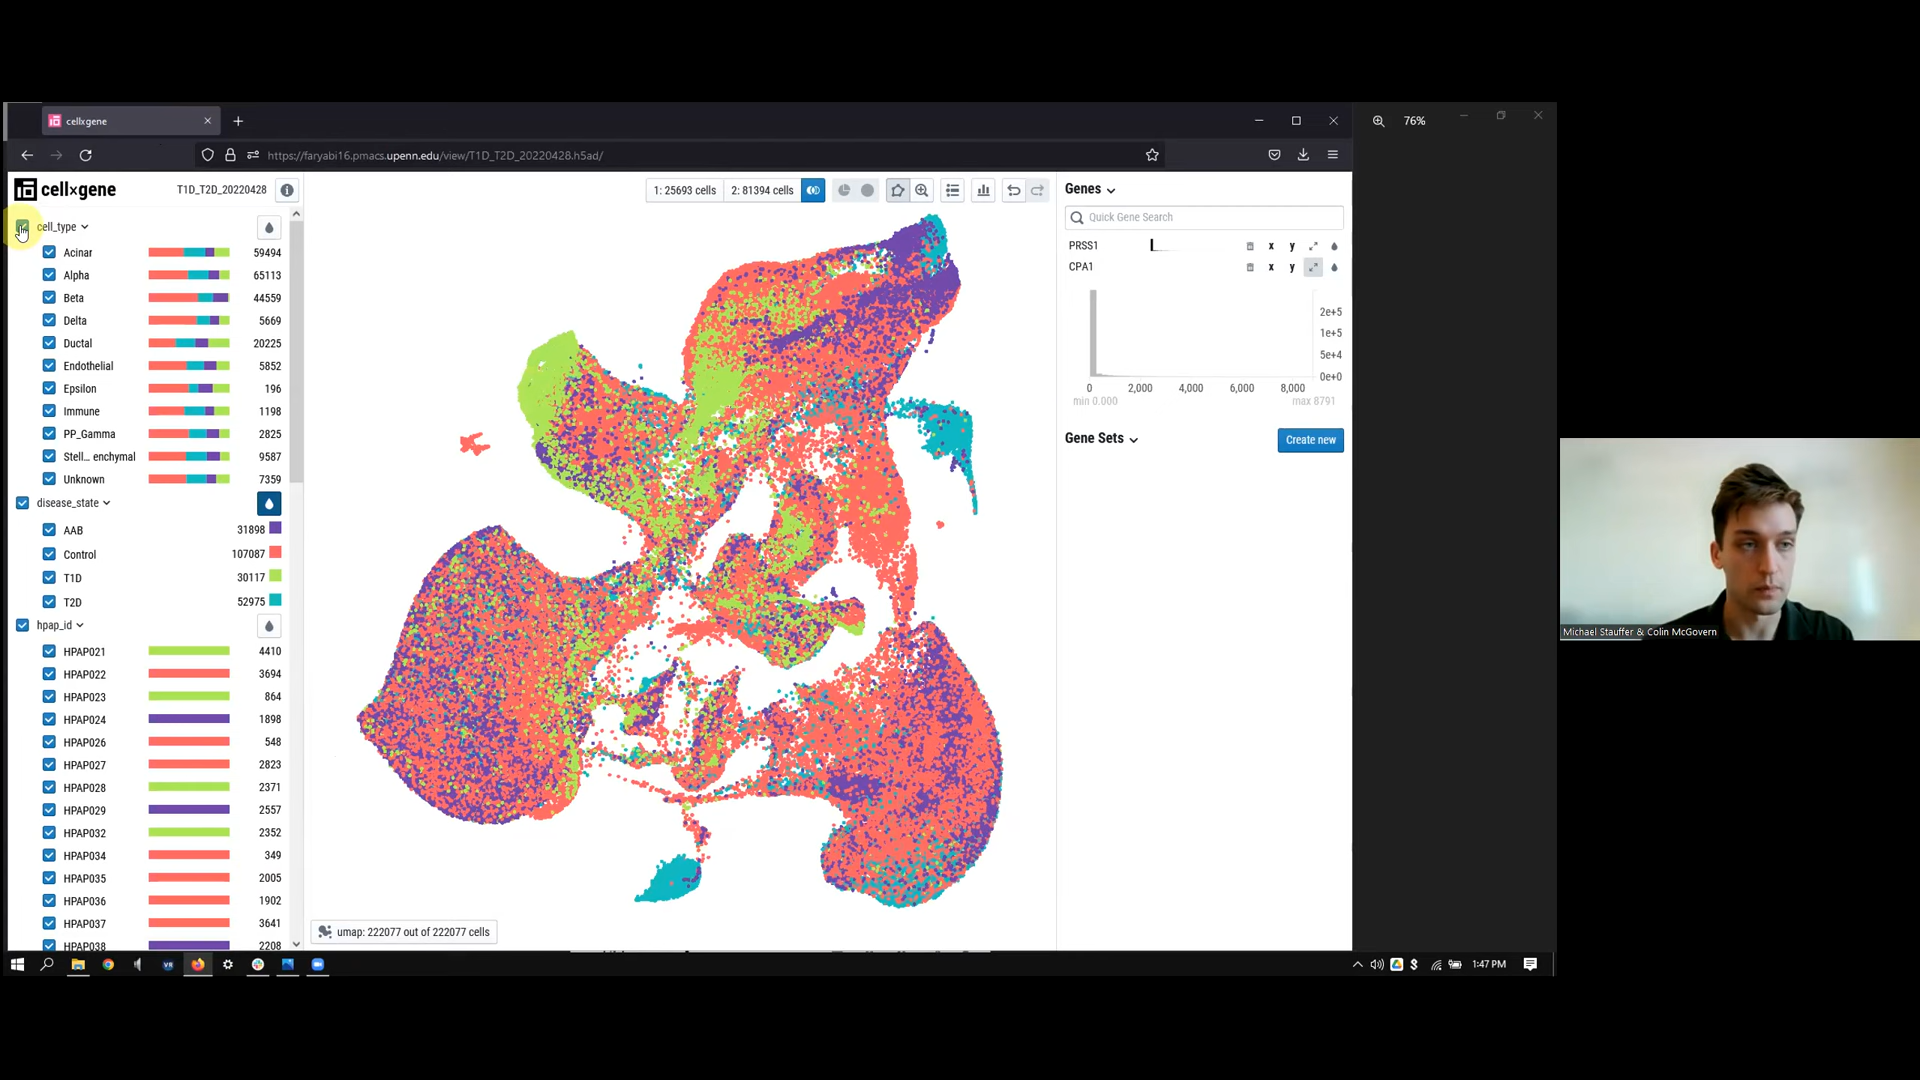 cellxgene
76%
https://faryabi16.pmacs.upenn.edu/view/T1D_T2D_20220428.h5ad/
cell×gene
T1D_T2D_20220428
1: 25693 cells
2: 81394 cells
cell_type
Acinar 59494
Alpha 65113
Beta 44559
Delta 5669
Ductal 20225
Endothelial 5852
Epsilon 196
Immune 1198
PP_Gamma 2825
Stell... enchymal 9587
Unknown 7359
disease_state
AAB 31898
Control 107087
T1D 30117
T2D 52975
hpap_id
HPAP021 4410
HPAP022 3694
HPAP023 864
HPAP024 1898
HPAP026 548
HPAP027 2823
HPAP028 2371
HPAP029 2557
HPAP032 2352
HPAP034 349
HPAP035 2005
HPAP036 1902
HPAP037 3641
HPAP038 2208
umap: 222077 out of 222077 cells
Genes
Quick Gene Search
PRSS1 x y
CPA1 x y
2e+5
1e+5
5e+4
0e+0
0 2,000 4,000 6,000 8,000
min 0.000 max 8791
Gene Sets
Create new
Michael Stauffer & Colin McGovern
VR
1:47 PM